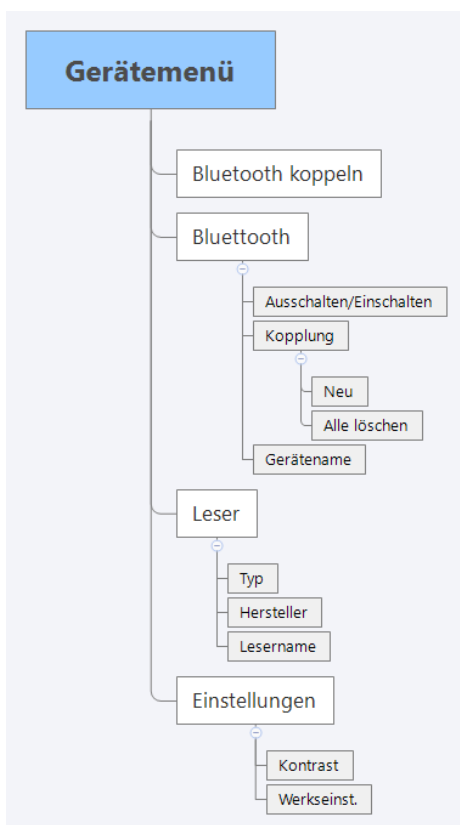 Gerätemenü
Bluetooth koppeln
Bluettooth
Ausschalten/Einschalten
Kopplung
Neu
Alle löschen
Gerätename
Leser
Typ
Hersteller
Lesername
Einstellungen
Kontrast
Werkseinst.